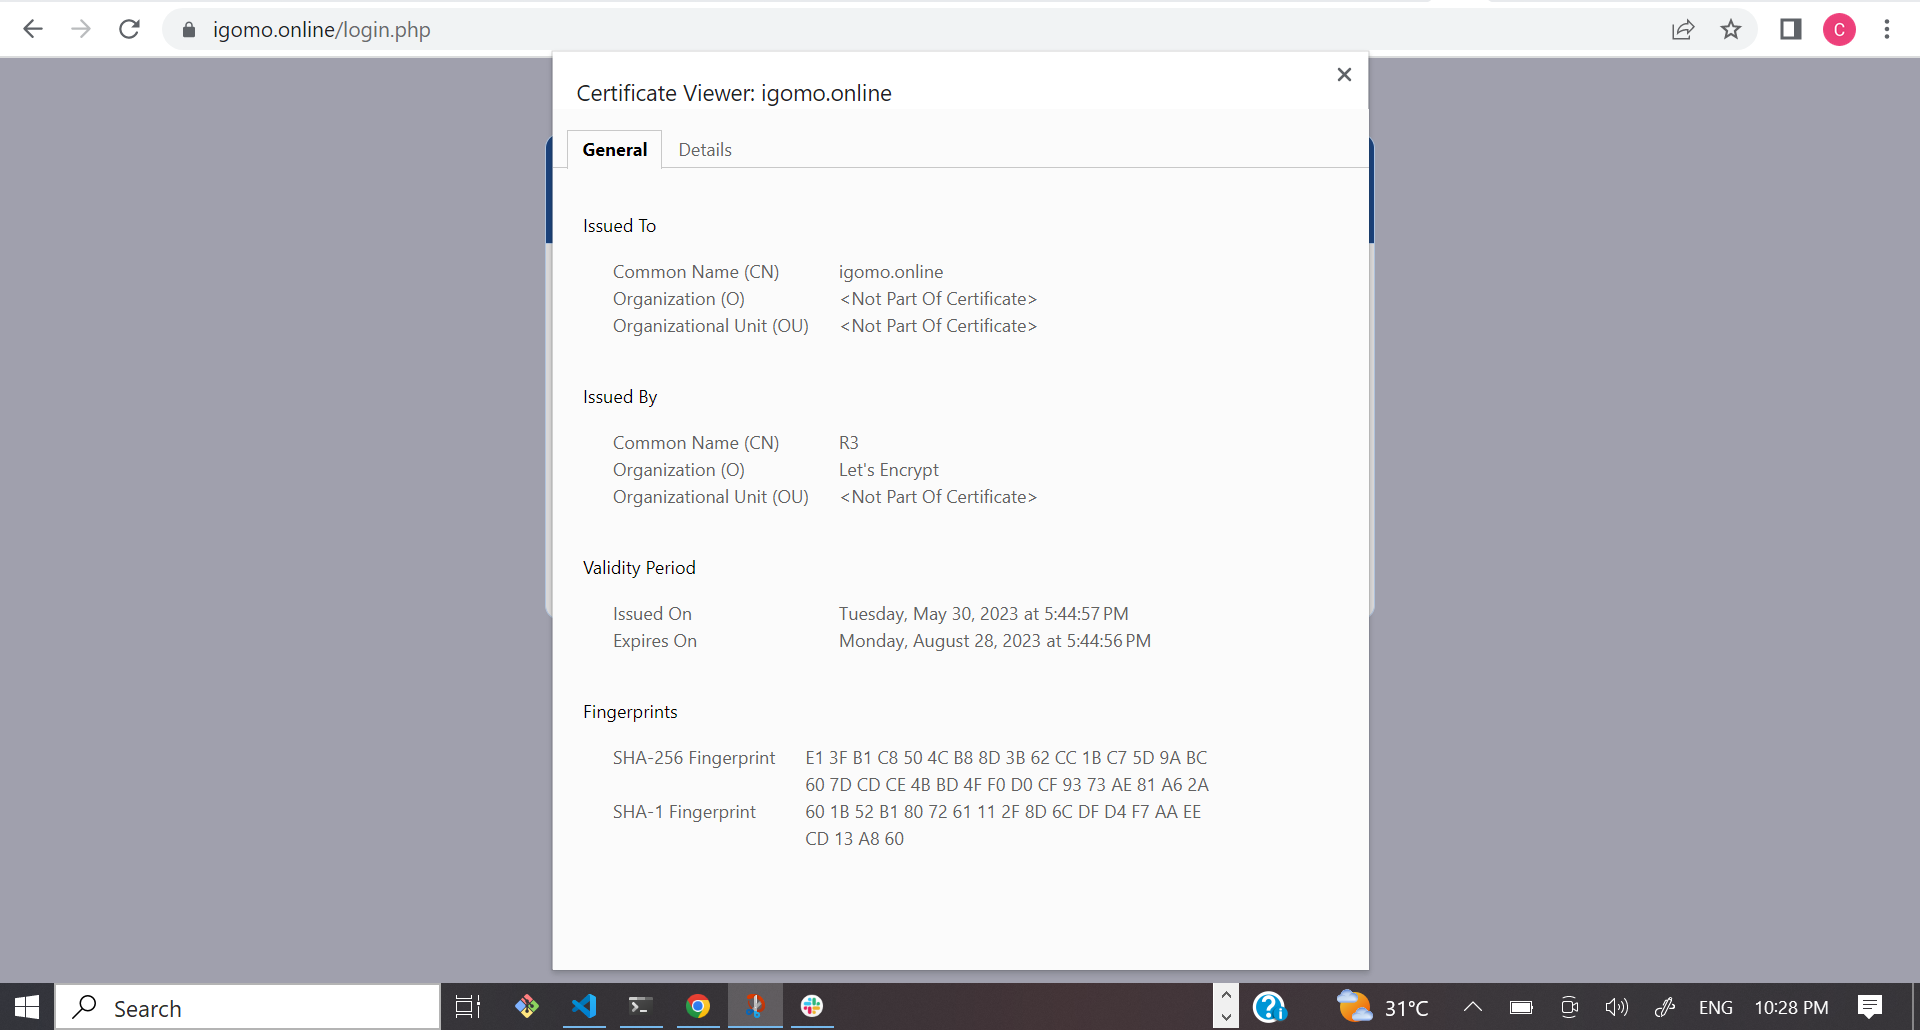 igomo.online/login.php
C
Certificate Viewer: igomo.online
General Details
Issued To
Common Name (CN) igomo.online
Organization (O) <Not Part Of Certificate>
Organizational Unit (OU) <Not Part Of Certificate>
Issued By
Common Name (CN) R3
Organization (O) Let's Encrypt
Organizational Unit (OU) <Not Part Of Certificate>
Validity Period
Issued On Tuesday, May 30, 2023 at 5:44:57 PM
Expires On Monday, August 28, 2023 at 5:44:56 PM
Fingerprints
SHA-256 Fingerprint E1 3F B1 C8 50 4C B8 8D 3B 62 CC 1B C7 5D 9A BC
60 7D CD CE 4B BD 4F F0 D0 CF 93 73 AE 81 A6 2A
SHA-1 Fingerprint 60 1B 52 B1 80 72 61 11 2F 8D 6C DF D4 F7 AA EE
CD 13 A8 60
Search 31°C ENG 10:28 PM